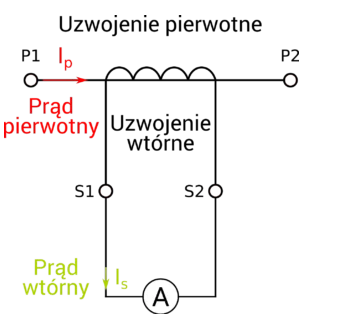 Uzwojenie pierwotne
P1
Ip
P2
Prąd
pierwotny
Uzwojenie
wtórne
S1
S2
Prąd
wtórny
Is
A